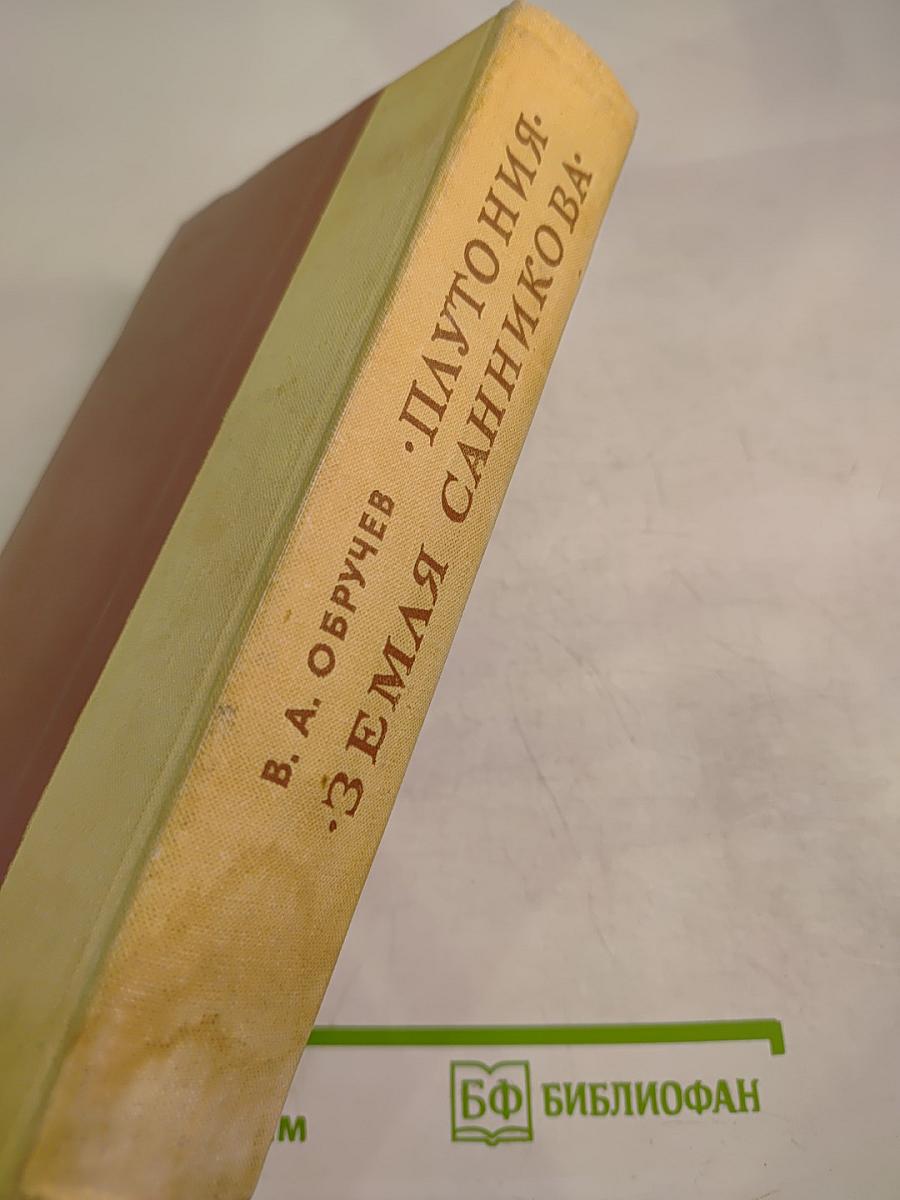 В. А. ОБРУЧЕВ ·ПЛУТОНИЯ·
·ЗЕМЛЯ САННИКОВА·
БФ БИБЛИОФАН